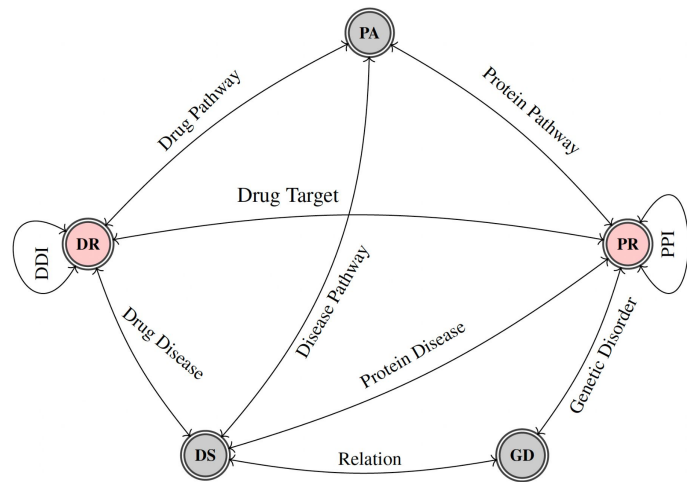 PA
Drug Pathway
Protein Pathway
Drug Target
DR
PR
DDI
PPI
Disease Pathway
Drug Disease
Protein Disease
Genetic Disorder
DS
GD
Relation